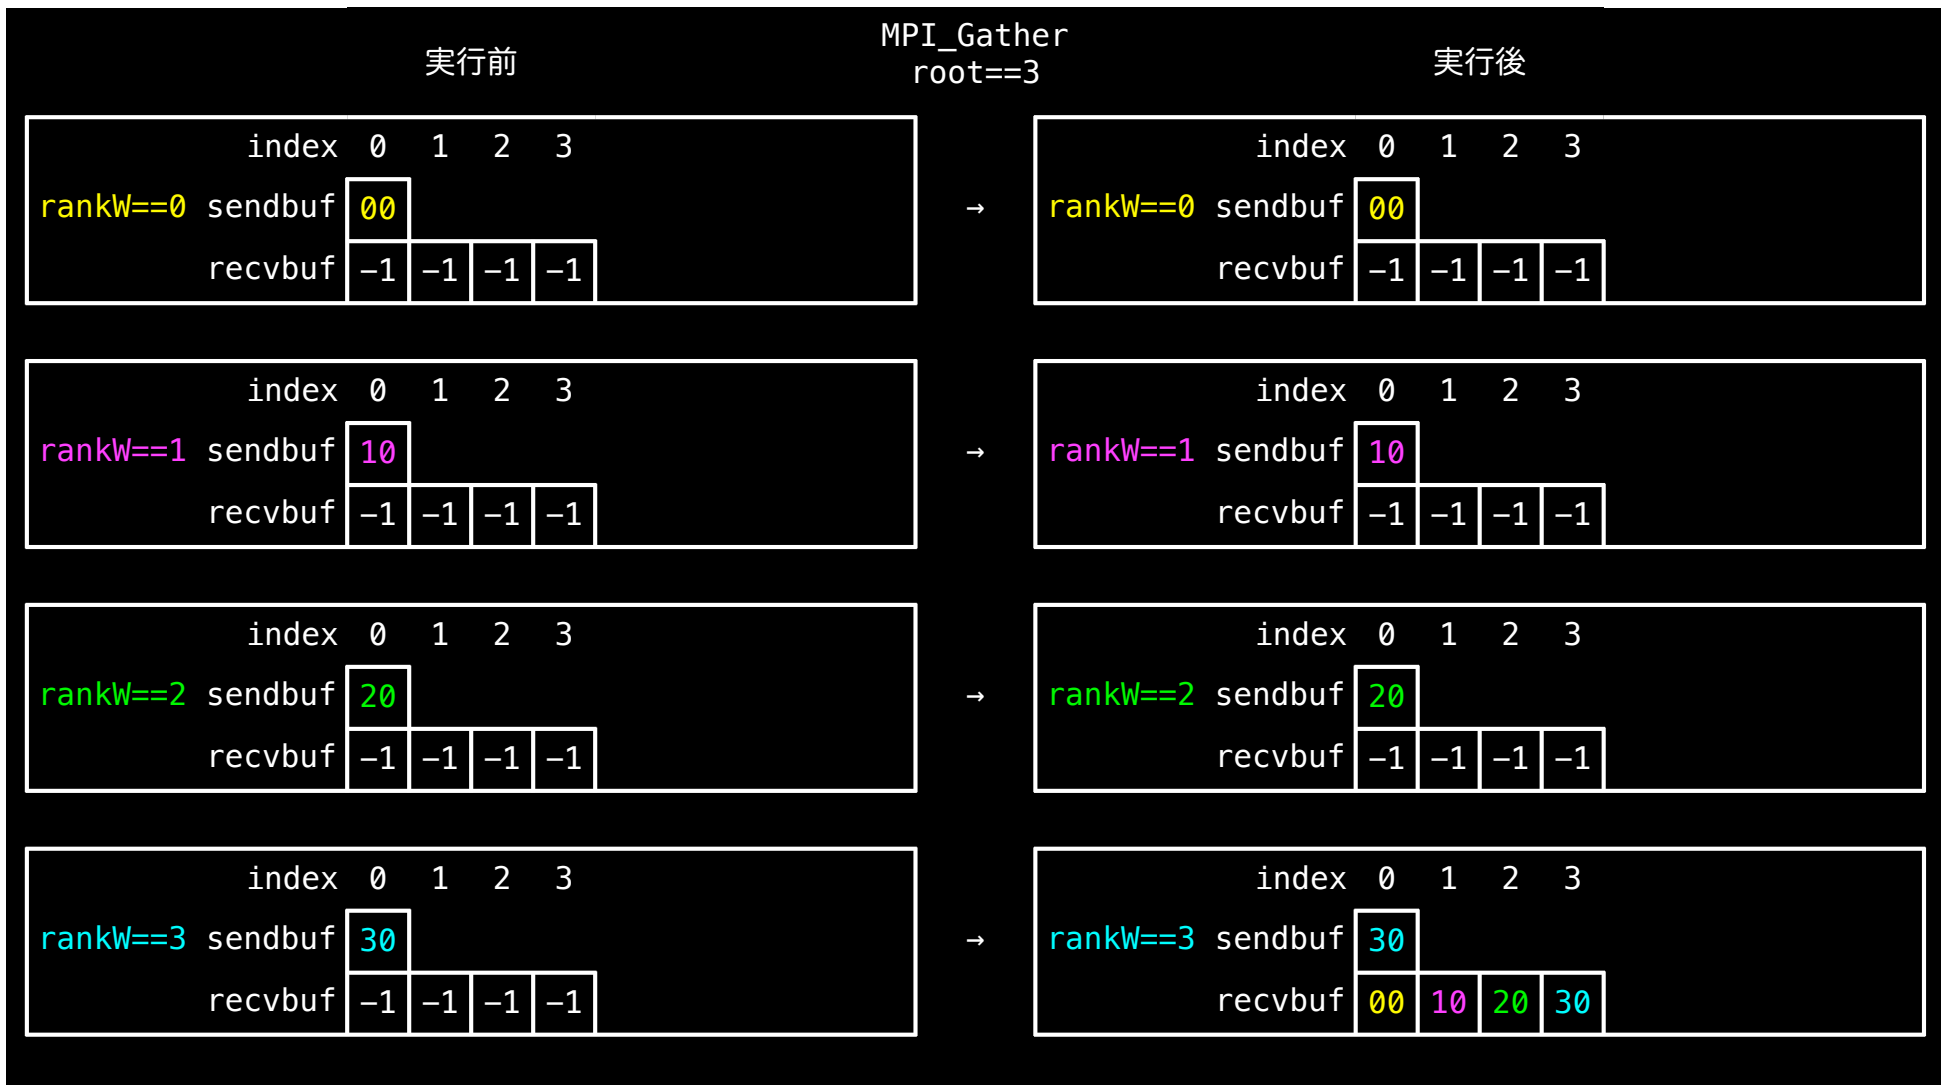 MPI_Gather
実行前 root==3 実行後
index 0 1 2 3 index 0 1 2 3
rankW==0 sendbuf 00 → rankW==0 sendbuf 00
recvbuf −1 −1 −1 −1 recvbuf −1 −1 −1 −1
index 0 1 2 3 index 0 1 2 3
rankW==1 sendbuf 10 → rankW==1 sendbuf 10
recvbuf −1 −1 −1 −1 recvbuf −1 −1 −1 −1
index 0 1 2 3 index 0 1 2 3
rankW==2 sendbuf 20 → rankW==2 sendbuf 20
recvbuf −1 −1 −1 −1 recvbuf −1 −1 −1 −1
index 0 1 2 3 index 0 1 2 3
rankW==3 sendbuf 30 → rankW==3 sendbuf 30
recvbuf −1 −1 −1 −1 recvbuf 00 10 20 30